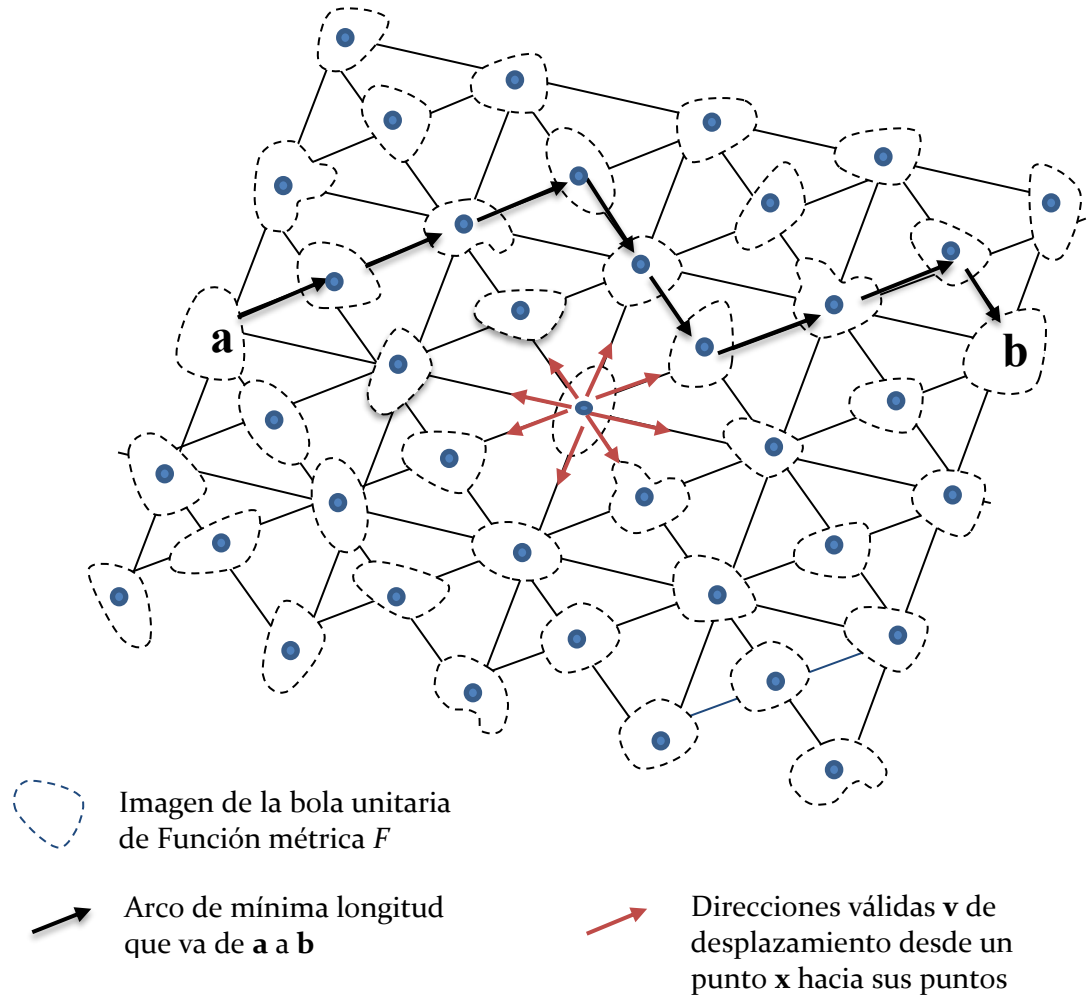 a
b
Imagen de la bola unitaria
de Función métrica F
Arco de mínima longitud
que va de a a b
Direcciones válidas v de
desplazamiento desde un
punto x hacia sus puntos